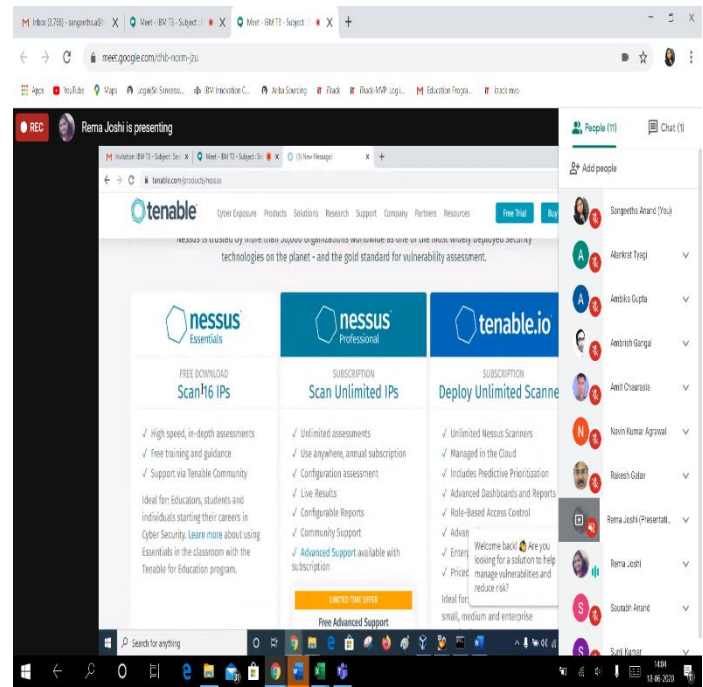 Inbox (3,768) - sangeetha.a@
Meet - IBM T3 - Subject :
Meet - IBM T3 - Subject :
meet.google.com/dhb-norm-jzu
Apps YouTube Maps IBM Innovation C... Ariba Sourcing iTrack iTrack-MVP: Logi... Education Progra...
REC Rema Joshi is presenting
People (11) Chat (1)
Add people
Meet - IBM T3 - Subject: Se
(3) New Message!
tenable.com/products/nessus
tenable Cyber Exposure Products Solutions Research Support Company Partners Resources Free Trial Buy
Nessus is trusted by more than 30,000 organizations worldwide as one of the most widely deployed security
technologies on the planet - and the gold standard for vulnerability assessment.
nessus
Essentials
FREE DOWNLOAD
Scan 16 IPs
√ High speed, in-depth assessments
√ Free training and guidance
√ Support via Tenable Community
Ideal for: Educators, students and
individuals starting their careers in
Cyber Security. Learn more about using
Essentials in the classroom with the
Tenable for Education program.
nessus
Professional
SUBSCRIPTION
Scan Unlimited IPs
√ Unlimited assessments
√ Use anywhere, annual subscription
√ Configuration assessment
√ Live Results
√ Configurable Reports
√ Community Support
√ Advanced Support available with
subscription
LIMITED TIME OFFER
Free Advanced Support
tenable.io
SUBSCRIPTION
Deploy Unlimited Scanne
√ Unlimited Nessus Scanners
√ Managed in the Cloud
√ Includes Predictive Prioritization
√ Advanced Dashboards and Reports
√ Role-Based Access Control
√ Advan
√ Enterp
√ Priced
Ideal for:
small, medium and enterprise
Welcome back! Are you
looking for a solution to help
manage vulnerabilities and
reduce risk?
Sangeetha Anand (You)
Alankrat Tyagi
Ambika Gupta
Ambrish Gangal
Amit Chaurasia
Navin Kumar Agrawal
Rakesh Galav
Rema Joshi (Presentati..
Rema Joshi
Saurabh Anand
Sunil Kumar
Search for anything
18-06-2020